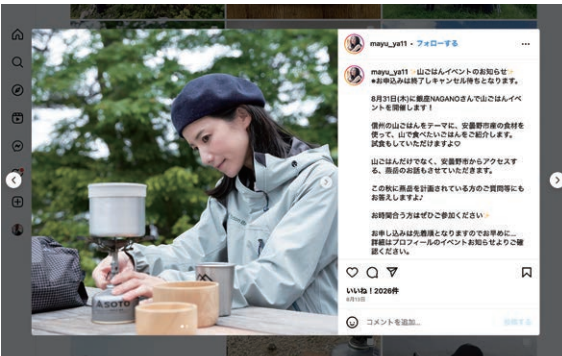 mayu_ya11・フォローする
mayu_ya11 ✨山ごはんイベントのお知らせ✨
※お申込みは終了しキャンセル待ちとなります。
8月31日(木)に銀座NAGANOさんで山ごはんイベ
ントを開催します！
信州の山ごはんをテーマに、安曇野市産の食材を
使って、山で食べたいごはんをご紹介します。
試食もしていただけますよ♡
山ごはんだけでなく、安曇野市からアクセスす
る、燕岳のお話もさせていただきます。
この秋に燕岳を計画されている方のご質問等にも
お答えしますよ♪
お時間合う方はぜひご参加ください✨
お申し込みは先着順となりますのでお早めに...
詳細はプロフィールのイベントお知らせよりご確
認ください。
いいね！2026件
8月13日
コメントを追加...
投稿する
SOTO